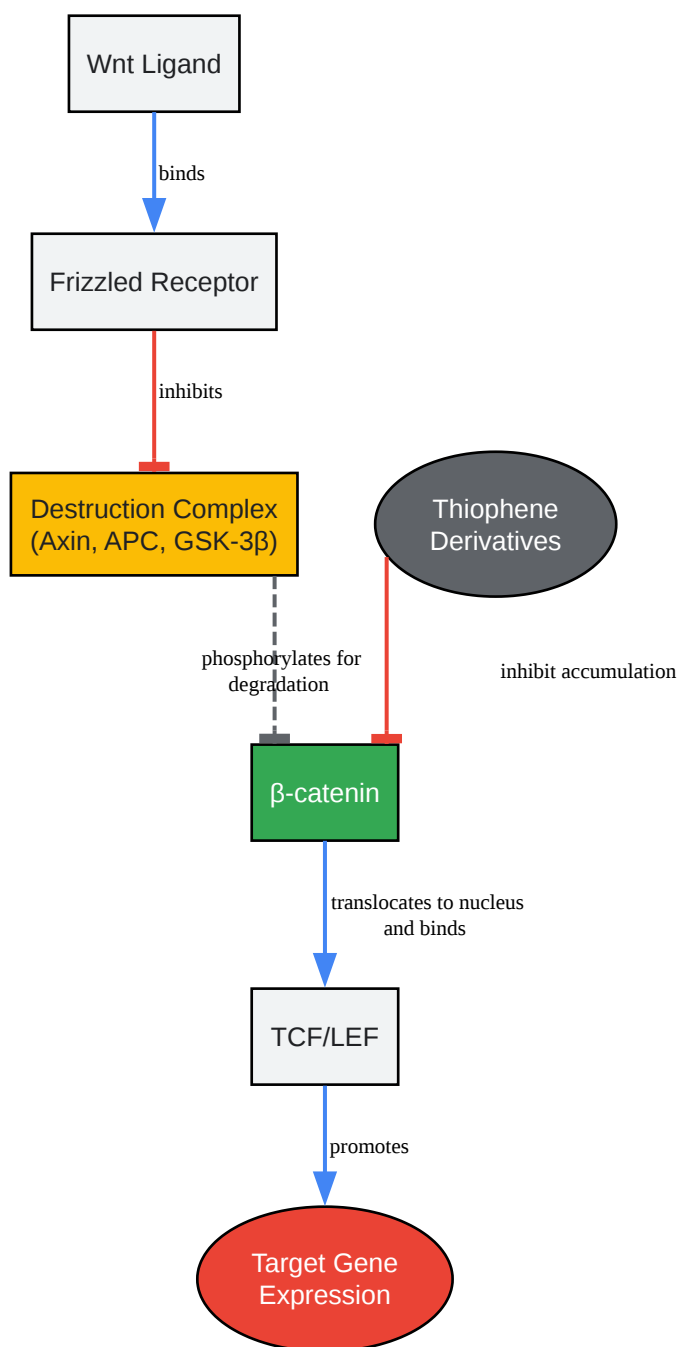 Wnt Ligand
binds
Frizzled Receptor
inhibits
Destruction Complex
(Axin, APC, GSK-3β)
Thiophene
Derivatives
phosphorylates for
degradation
inhibit accumulation
β-catenin
translocates to nucleus
and binds
TCF/LEF
promotes
Target Gene
Expression